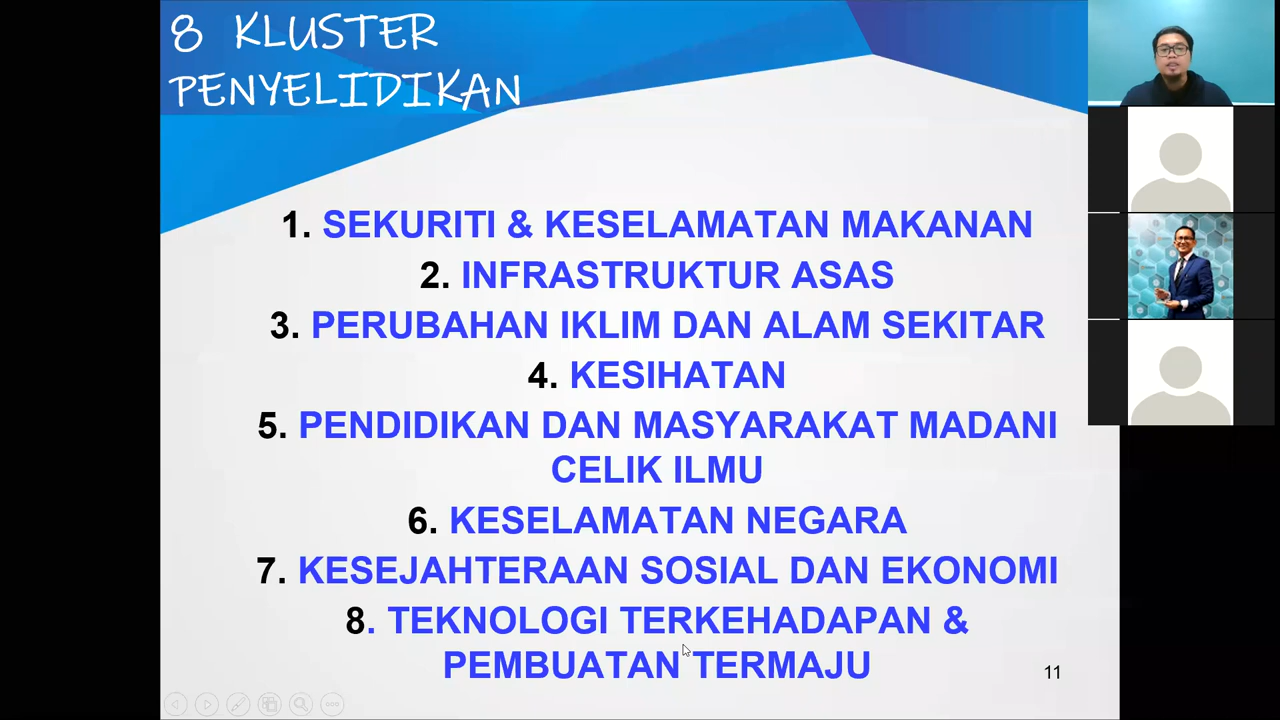 8 KLUSTER
PENYELIDIKAN
1. SEKURITI & KESELAMATAN MAKANAN
2. INFRASTRUKTUR ASAS
3. PERUBAHAN IKLIM DAN ALAM SEKITAR
4. KESIHATAN
5. PENDIDIKAN DAN MASYARAKAT MADANI
CELIK ILMU
6. KESELAMATAN NEGARA
7. KESEJAHTERAAN SOSIAL DAN EKONOMI
8. TEKNOLOGI TERKEHADAPAN &
PEMBUATAN TERMAJU
11